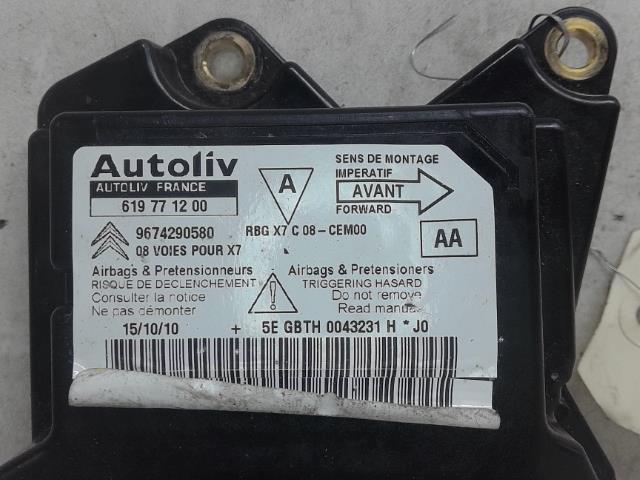 Autoliv
AUTOLIV FRANCE
619 77 12 00
A
SENS DE MONTAGE
IMPERATIF
AVANT
FORWARD
9674290580
08 VOIES POUR X7
RBG X7 C 08-CEM00
AA
Airbags & Pretensionneurs
RISQUE DE DECLENCHEMENT
Consulter la notice
Ne pas démonter
!
Airbags & Pretensioners
TRIGGERING HASARD
Do not remove
Read manual
15/10/10 + 5E GBTH 0043231 H * J0